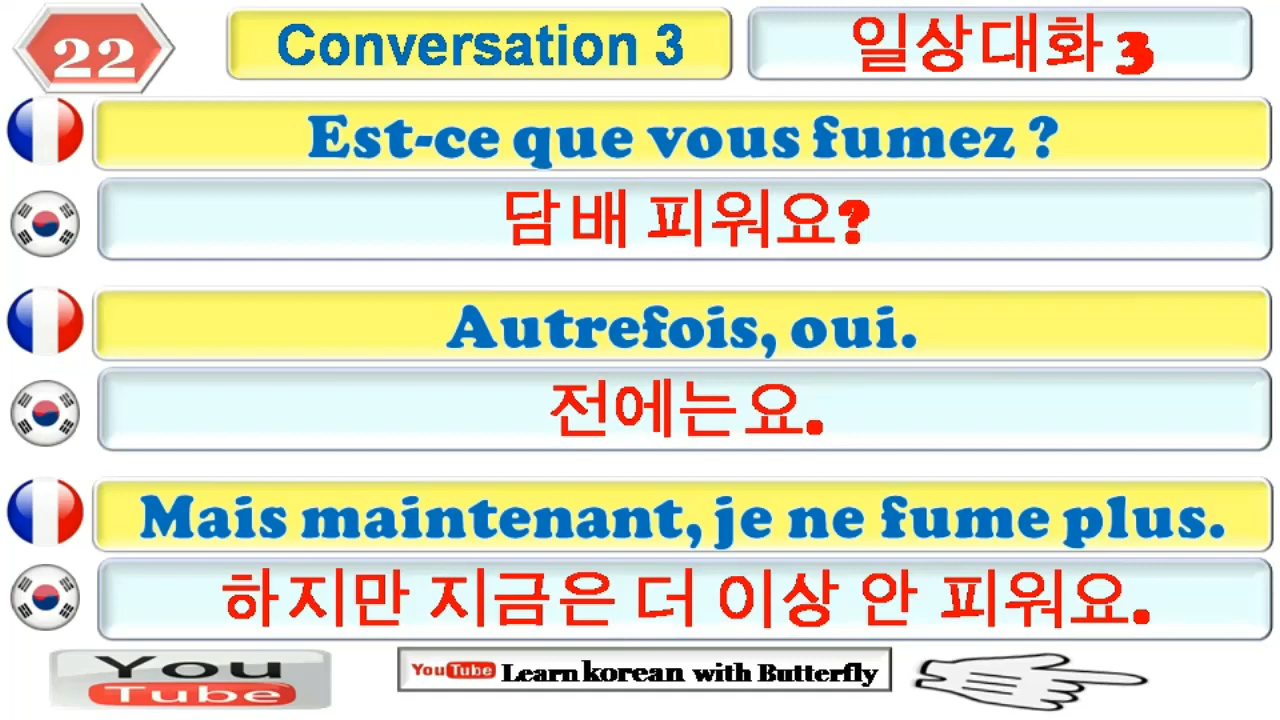 22
Conversation 3
일상대화 3
Est-ce que vous fumez ?
담배 피워요?
Autrefois, oui.
전에는요.
Mais maintenant, je ne fume plus.
하지만 지금은 더 이상 안 피워요.
You
Tube
YouTube Learn korean with Butterfly